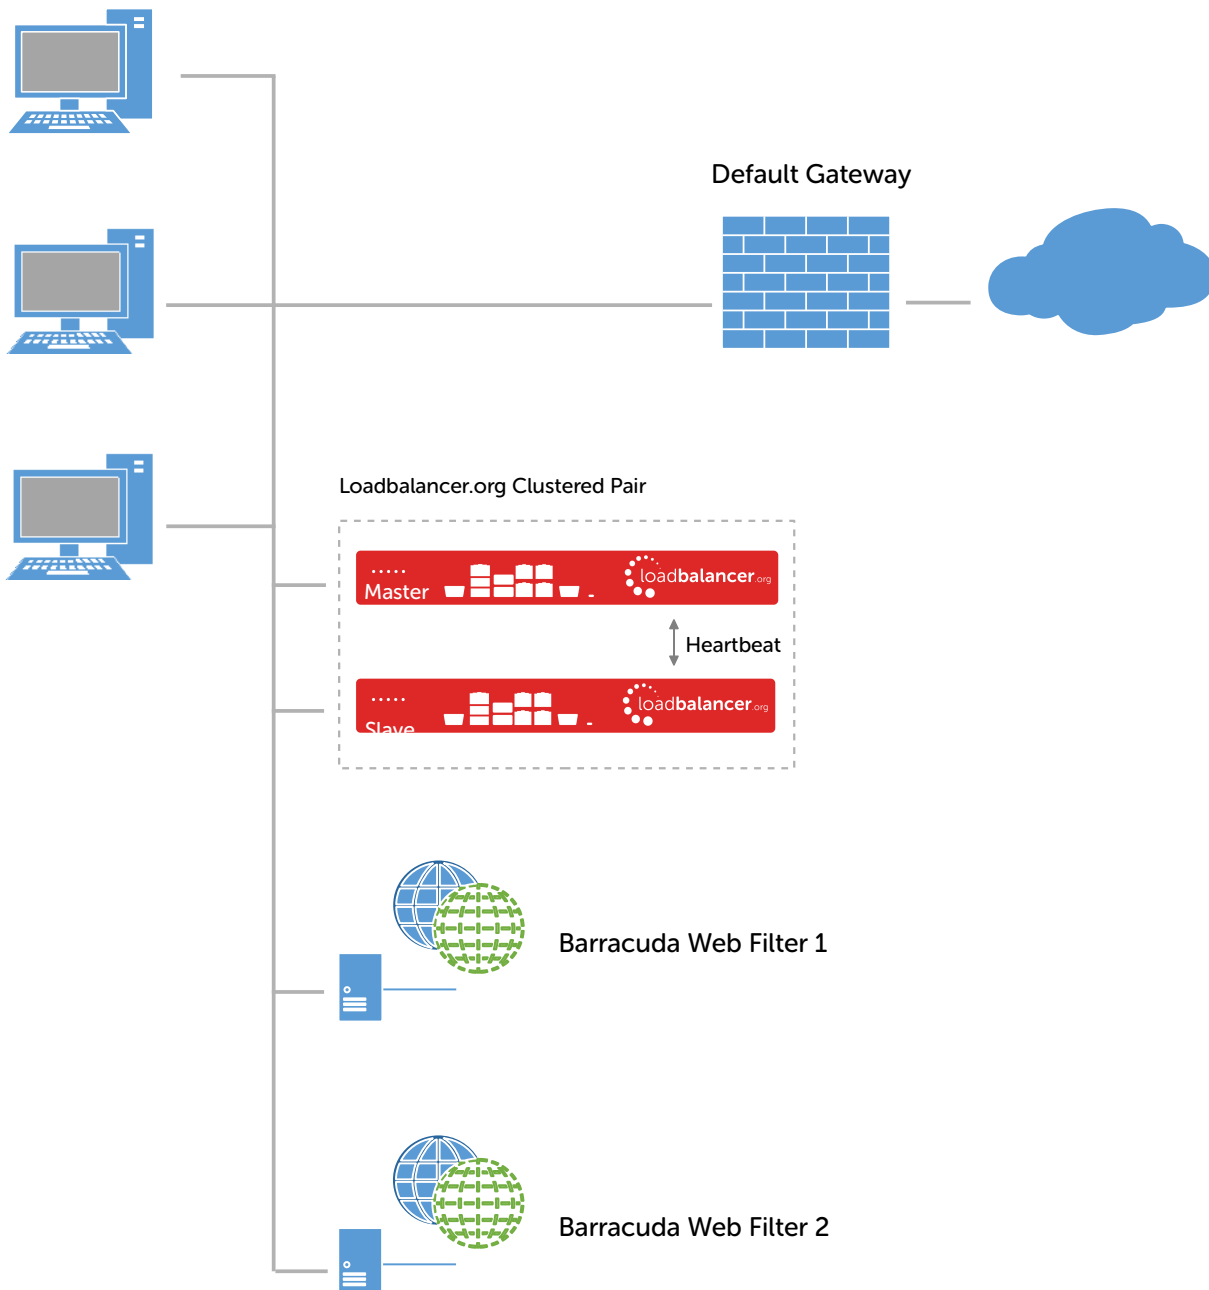 Default Gateway
Loadbalancer.org Clustered Pair
Master
loadbalancer.org
Heartbeat
Slave
loadbalancer.org
Barracuda Web Filter 1
Barracuda Web Filter 2